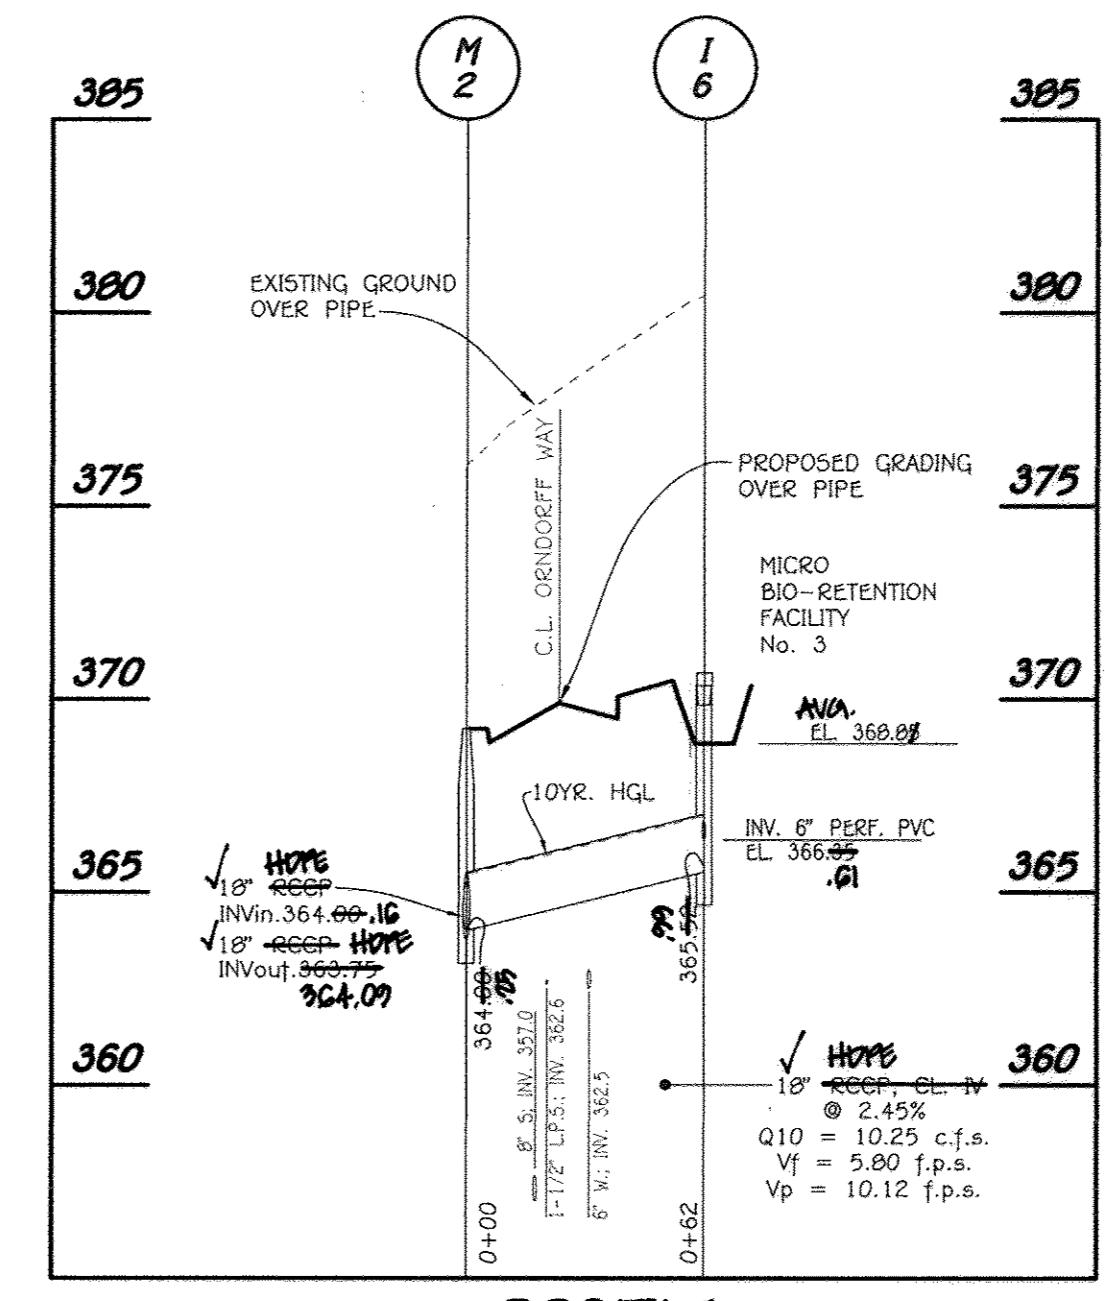 M
2
I
6
385
385
380
380
EXISTING GROUND
OVER PIPE
375
375
C.L. ORNDORFF WAY
PROPOSED GRADING
OVER PIPE
MICRO
BIO-RETENTION
FACILITY
No. 3
370
370
AVG.
EL. 368.8
10YR. HGL
INV. 6" PERF. PVC
EL. 366.35
.61
365
365
HDPE
18" RCCP
INVin.364.00 .16
18" RCCP HDPE
INVout.363.75
364.09
364.00
365.50
.99
8" S; INV. 357.0
1-1/2" L.P.S.; INV. 362.6
6" W.; INV. 362.5
360
360
HDPE
18" RCCP, CL. IV
@ 2.45%
Q10 = 10.25 c.f.s.
Vf = 5.80 f.p.s.
Vp = 10.12 f.p.s.
0+00
0+62